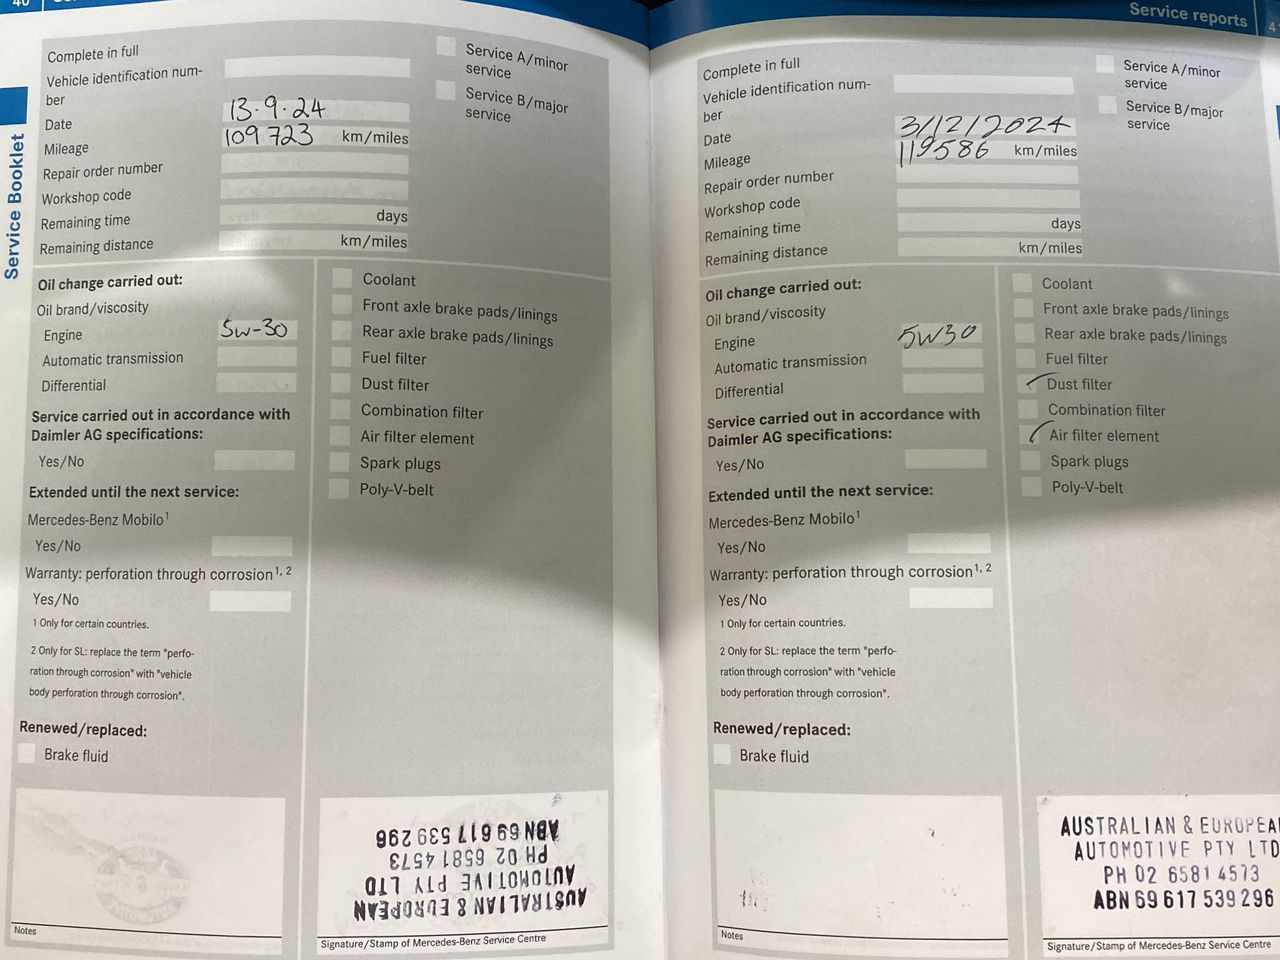 40
Service Booklet
Complete in full
Vehicle identification num-
ber
Date 13·9·24
Mileage 109723 km/miles
Repair order number
Workshop code
Remaining time days
Remaining distance km/miles
Service A/minor
service
Service B/major
service
Oil change carried out:
Oil brand/viscosity
Engine 5w-30
Automatic transmission
Differential
Service carried out in accordance with
Daimler AG specifications:
Yes/No
Extended until the next service:
Mercedes-Benz Mobilo1
Yes/No
Warranty: perforation through corrosion1, 2
Yes/No
1 Only for certain countries.
2 Only for SL: replace the term "perfo-
ration through corrosion" with "vehicle
body perforation through corrosion".
Renewed/replaced:
Brake fluid
Coolant
Front axle brake pads/linings
Rear axle brake pads/linings
Fuel filter
Dust filter
Combination filter
Air filter element
Spark plugs
Poly-V-belt
Notes
AUSTRALIAN & EUROPEAN
AUTOMOTIVE PTY LTD
PH 02 6581 4573
ABN 69 617 539 296
Signature/Stamp of Mercedes-Benz Service Centre
Service reports
Complete in full
Vehicle identification num-
ber
Date 3/12/2024
Mileage 119586 km/miles
Repair order number
Workshop code
Remaining time days
Remaining distance km/miles
Service A/minor
service
Service B/major
service
Oil change carried out:
Oil brand/viscosity
Engine 5W30
Automatic transmission
Differential
Service carried out in accordance with
Daimler AG specifications:
Yes/No
Extended until the next service:
Mercedes-Benz Mobilo1
Yes/No
Warranty: perforation through corrosion1, 2
Yes/No
1 Only for certain countries.
2 Only for SL: replace the term "perfo-
ration through corrosion" with "vehicle
body perforation through corrosion".
Renewed/replaced:
Brake fluid
Coolant
Front axle brake pads/linings
Rear axle brake pads/linings
Fuel filter
Dust filter
Combination filter
Air filter element
Spark plugs
Poly-V-belt
Notes
AUSTRALIAN & EUROPEA
AUTOMOTIVE PTY LTD
PH 02 6581 4573
ABN 69 617 539 296
Signature/Stamp of Mercedes-Benz Service Centre